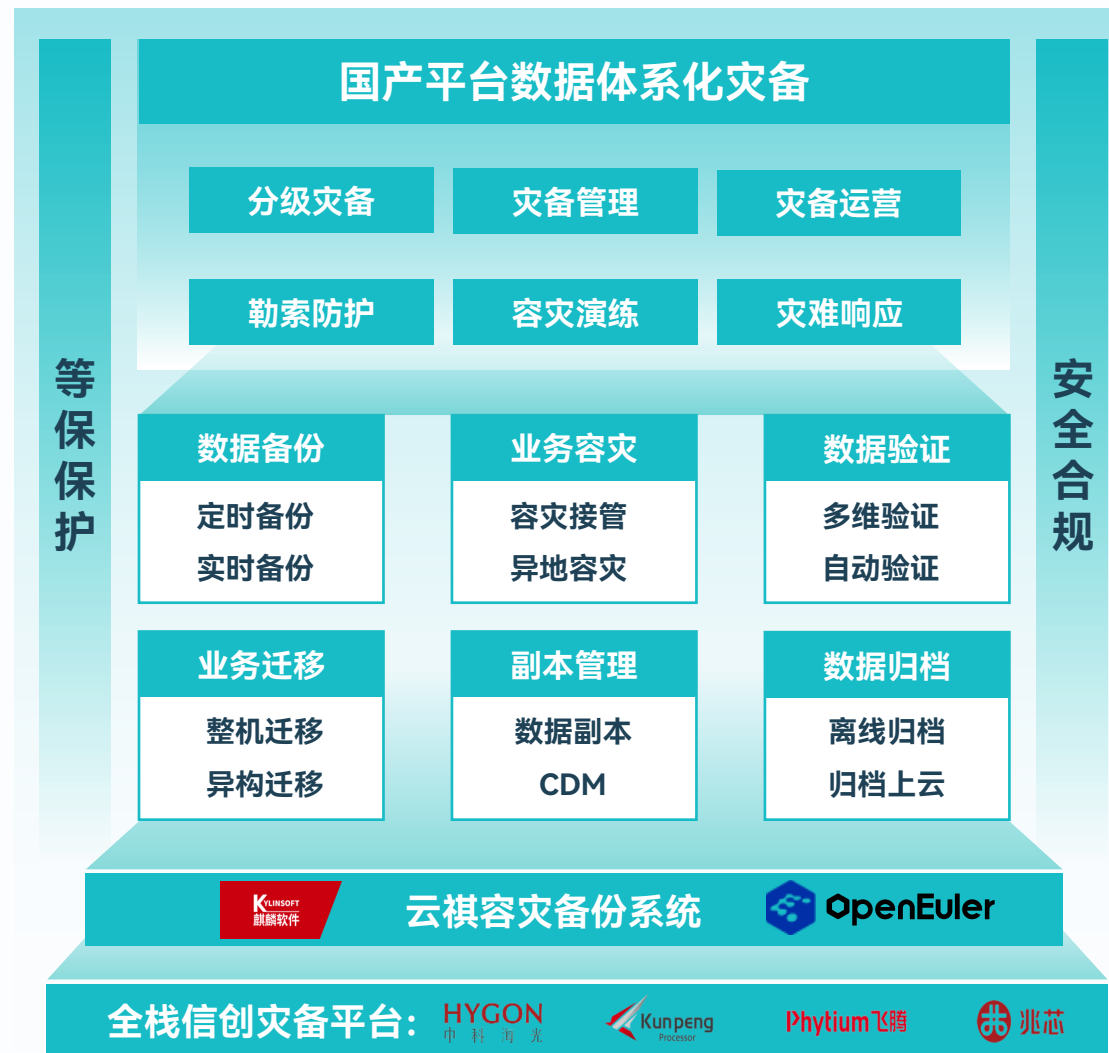 国产平台数据体系化灾备
分级灾备
灾备管理
灾备运营
勒索防护
容灾演练
灾难响应
等保保护
安全合规
数据备份
定时备份
实时备份
业务容灾
容灾接管
异地容灾
数据验证
多维验证
自动验证
业务迁移
整机迁移
异构迁移
副本管理
数据副本
CDM
数据归档
离线归档
归档上云
KYLINSOFT
麒麟软件
云祺容灾备份系统
OpenEuler
全栈信创灾备平台：
HYGON
中科海光
Kunpeng
Processor
Phytium飞腾
兆芯